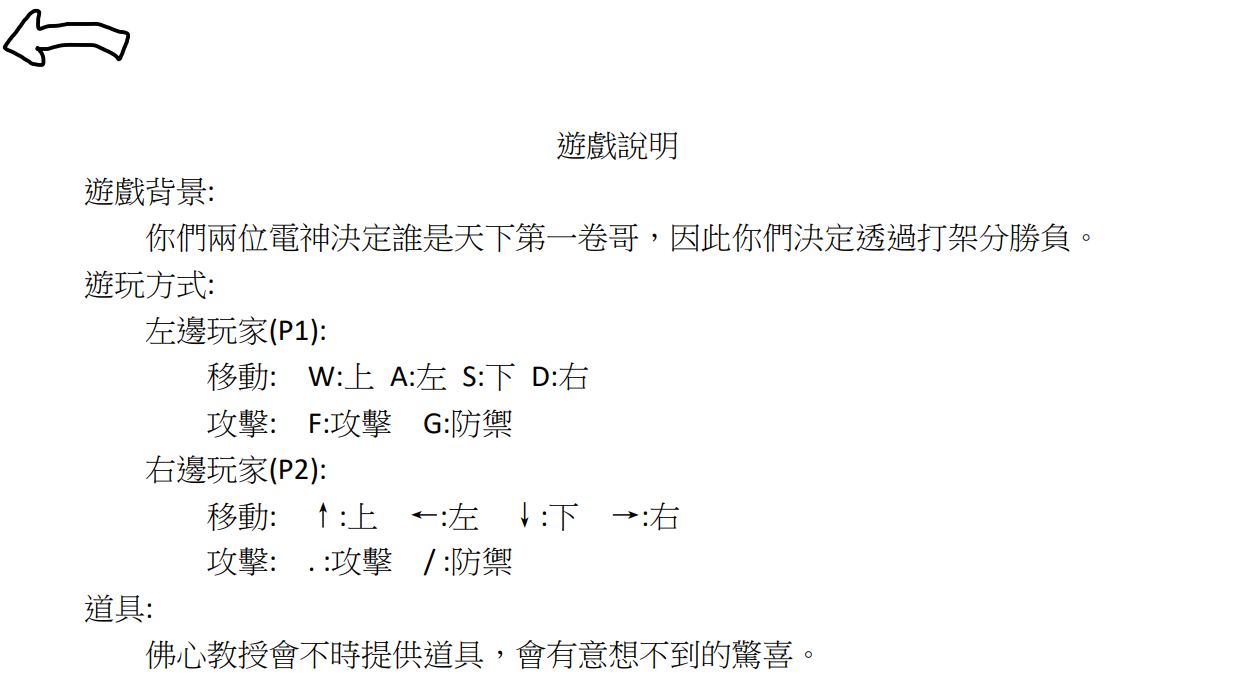 遊戲說明
遊戲背景:
你們兩位電神決定誰是天下第一卷哥，因此你們決定透過打架分勝負。
遊玩方式:
左邊玩家(P1):
移動: W:上 A:左 S:下 D:右
攻擊: F:攻擊 G:防禦
右邊玩家(P2):
移動: ↑:上 ←:左 ↓:下 →:右
攻擊: . :攻擊 / :防禦
道具:
佛心教授會不時提供道具，會有意想不到的驚喜。